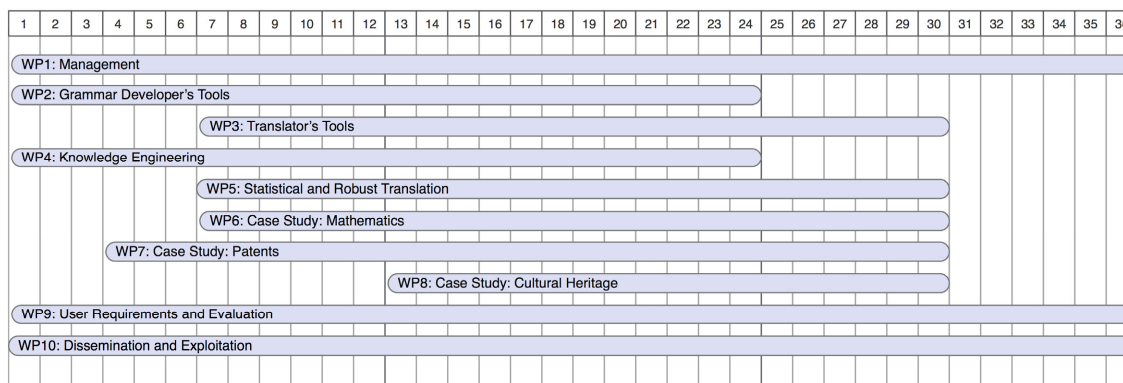 1 2 3 4 5 6 7 8 9 10 11 12 13 14 15 16 17 18 19 20 21 22 23 24 25 26 27 28 29 30 31 32 33 34 35
WP1: Management
WP2: Grammar Developer's Tools
WP3: Translator's Tools
WP4: Knowledge Engineering
WP5: Statistical and Robust Translation
WP6: Case Study: Mathematics
WP7: Case Study: Patents
WP8: Case Study: Cultural Heritage
WP9: User Requirements and Evaluation
WP10: Dissemination and Exploitation